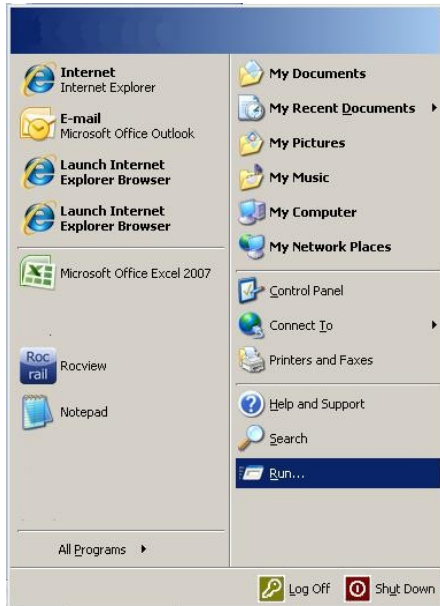 Internet
Internet Explorer
E-mail
Microsoft Office Outlook
Launch Internet
Explorer Browser
Launch Internet
Explorer Browser
Microsoft Office Excel 2007
Roc
rail
Rocview
Notepad
All Programs
My Documents
My Recent Documents
My Pictures
My Music
My Computer
My Network Places
Control Panel
Connect To
Printers and Faxes
Help and Support
Search
Run...
Log Off
Shut Down